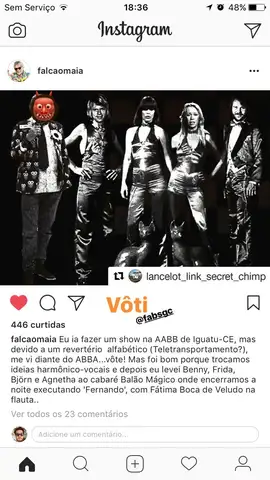 Sem Serviço
18:36
48%
Instagram
falcaomaia
lancelot_link_secret_chimp
Vôti
@fabsgc
446 curtidas
falcaomaia Eu ia fazer um show na AABB de Iguatu-CE, mas
devido a um revertério alfabético (Teletransportamento?),
me vi diante do ABBA...vôte! Mas foi bom porque trocamos
ideias harmônico-vocais e depois eu levei Benny, Frida,
Björn e Agnetha ao cabaré Balão Mágico onde encerramos a
noite executando 'Fernando', com Fátima Boca de Veludo na
flauta..
Ver todos os 23 comentários
Adicione um comentário...